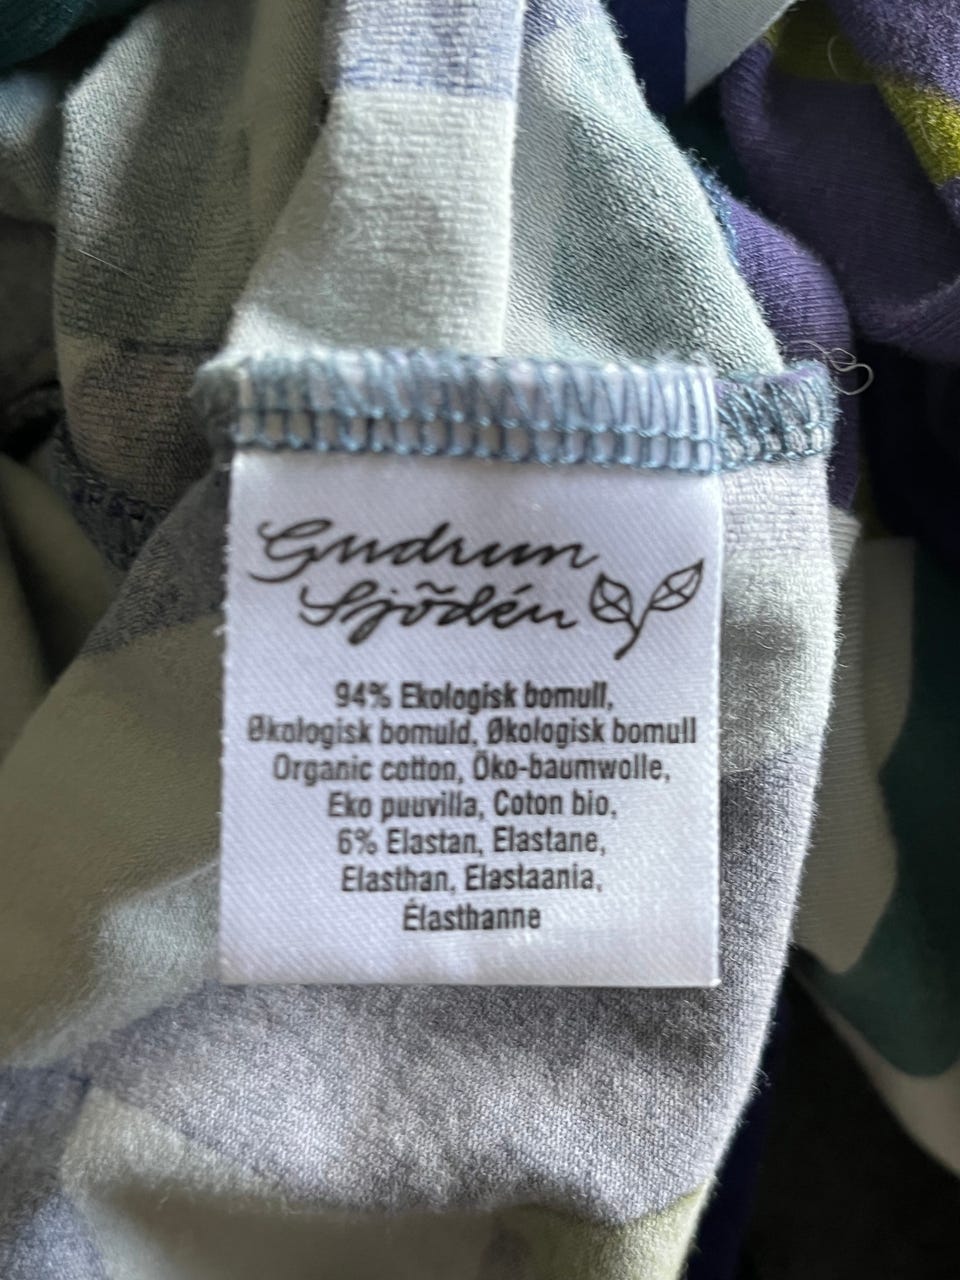 Gudrun
Sjödén
94% Ekologisk bomull,
Økologisk bomuld, Økologisk bomull
Organic cotton, Öko-baumwolle,
Eko puuvilla, Coton bio,
6% Elastan, Elastane,
Elasthan, Elastaania,
Élasthanne